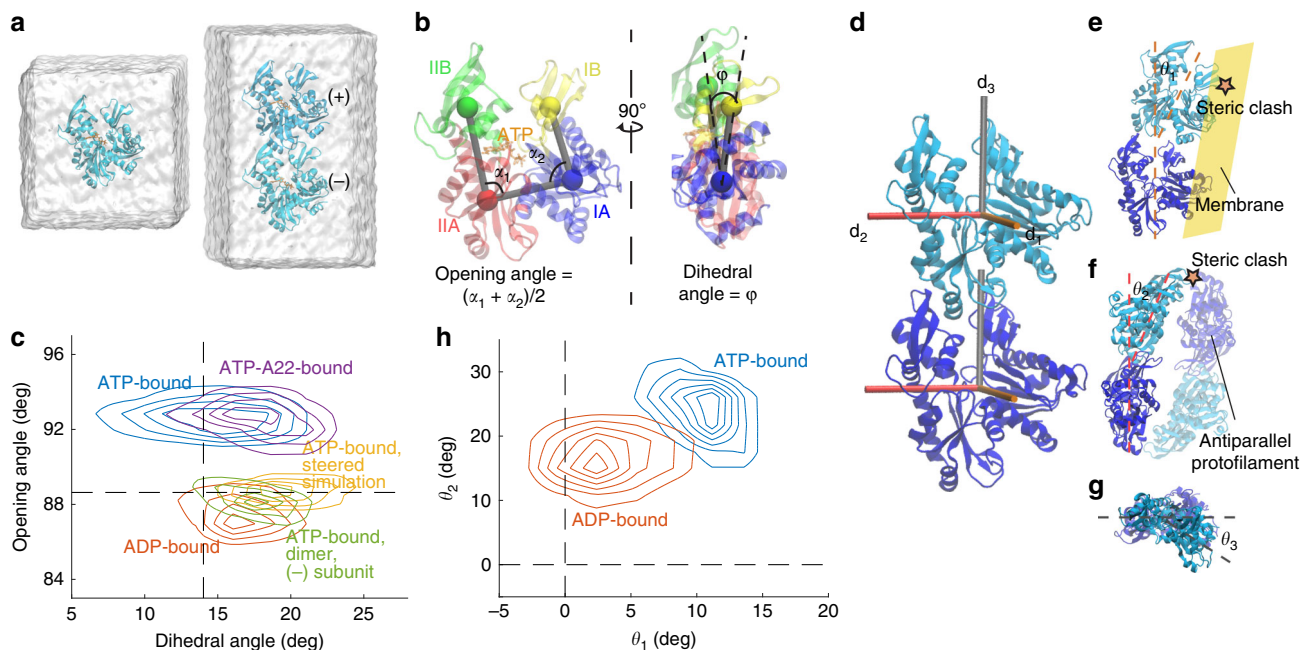 a
(+)
(−)
b
IIB
IB
ATP
α1
α2
IIA
IA
Opening angle =
(α1 + α2)/2
90°
φ
Dihedral
angle = φ
d
d3
d2
d1
e
θ1
Steric clash
Membrane
f
Steric clash
θ2
Antiparallel
protofilament
g
θ3
c
96
92
88
84
Opening angle (deg)
ATP-bound
ATP-A22-bound
ATP-bound,
steered
simulation
ADP-bound
ATP-bound,
dimer,
(−) subunit
5
10
15
20
25
Dihedral angle (deg)
h
30
20
10
0
θ2 (deg)
ATP-bound
ADP-bound
−5
0
5
10
15
20
θ1 (deg)